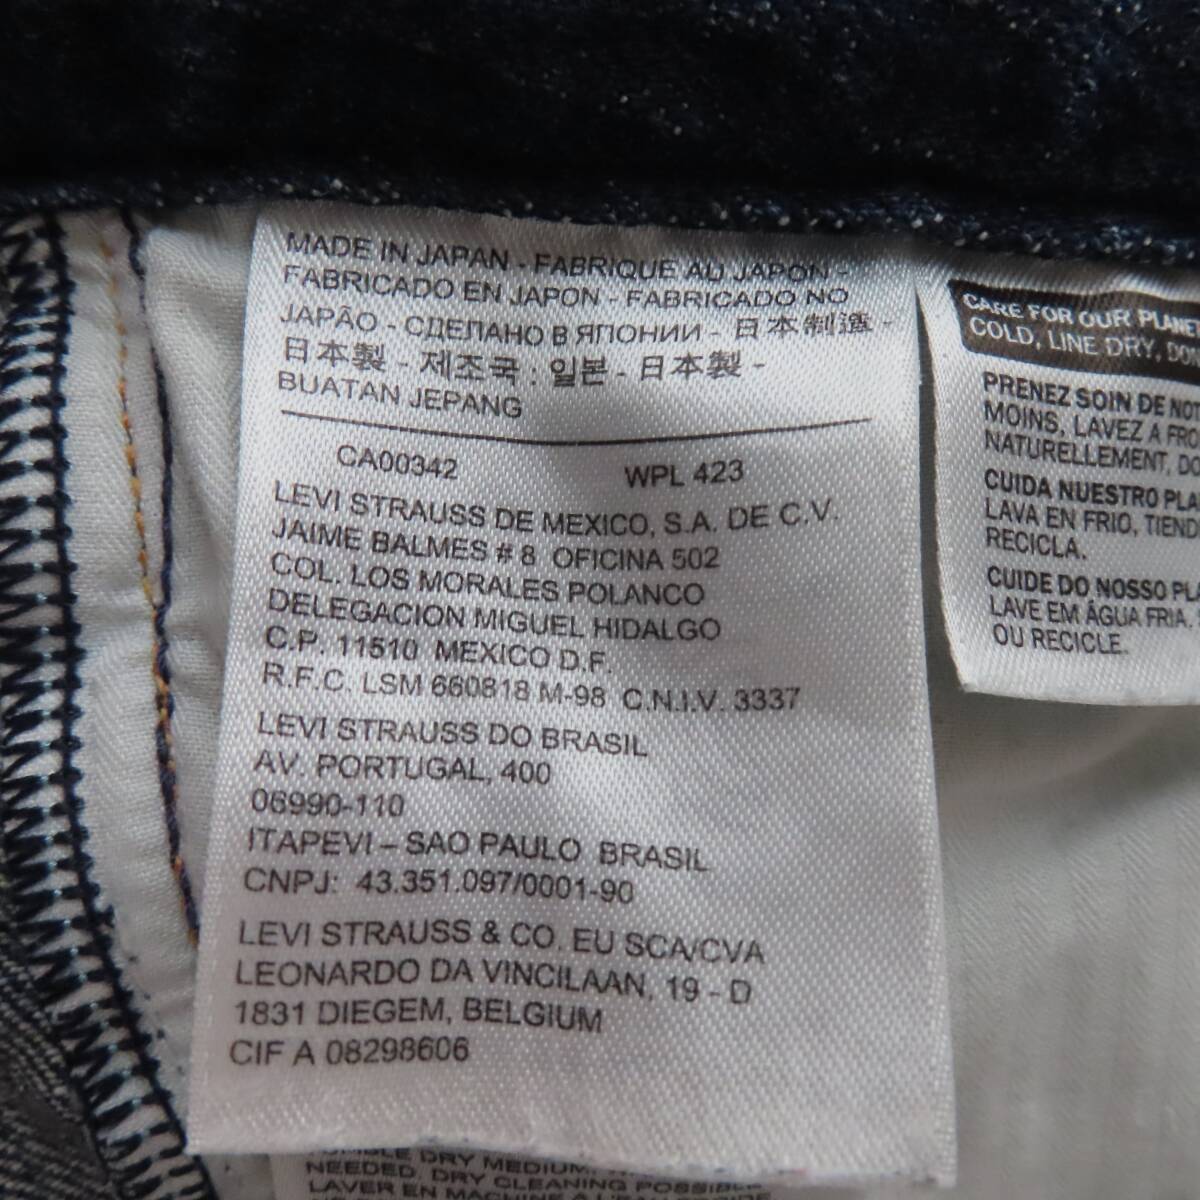 MADE IN JAPAN - FABRIQUE AU JAPON -
FABRICADO EN JAPON - FABRICADO NO
JAPÃO - СДЕЛАНО В ЯПОНИИ - 日本制造 -
日本製 - 제조국 : 일본 - 日本製 -
BUATAN JEPANG
CA00342 WPL 423
LEVI STRAUSS DE MEXICO, S.A. DE C.V.
JAIME BALMES # 8 OFICINA 502
COL. LOS MORALES POLANCO
DELEGACION MIGUEL HIDALGO
C.P. 11510 MEXICO D.F.
R.F.C. LSM 660818 M-98 C.N.I.V. 3337
LEVI STRAUSS DO BRASIL
AV. PORTUGAL, 400
06990-110
ITAPEVI – SAO PAULO BRASIL
CNPJ: 43.351.097/0001-90
LEVI STRAUSS & CO. EU SCA/CVA
LEONARDO DA VINCILAAN, 19 - D
1831 DIEGEM, BELGIUM
CIF A 08298606
CARE FOR OUR PLANE
COLD, LINE DRY,
PRENEZ SOIN DE
MOINS, LAVEZ A
NATURELLEMENT,
CUIDA NUESTRO
LAVA EN FRIO,
RECICLA.
CUIDE DO NOSSO
LAVE EM ÁGUA FRIA,
OU RECICLE.
DRY MEDIUM,
NEEDED, DRY CLEANING POSSIBLE
LAVER EN MACHINE A